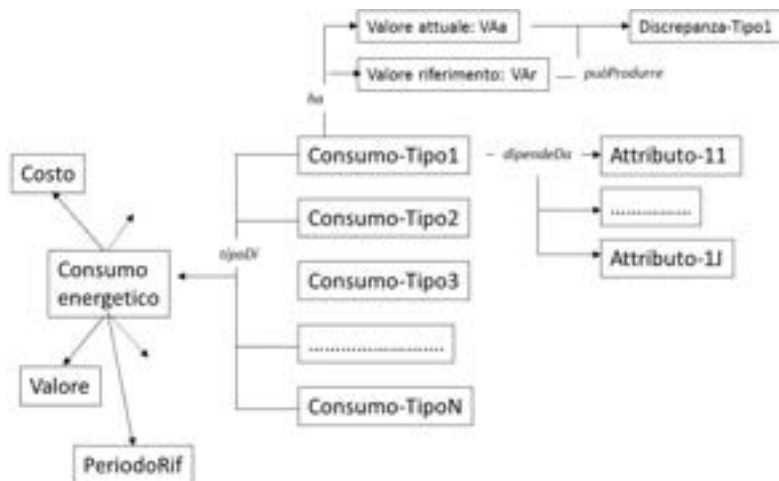 Valore attuale: VAa
Discrepanza-Tipo1
Valore riferimento: VAr
puòProdurre
ha
Consumo-Tipo1
dipendeDa
Attributo-11
Costo
Consumo-Tipo2
...............
tipoDi
Consumo
energetico
Attributo-1J
Consumo-Tipo3
.........................
Valore
Consumo-TipoN
PeriodoRif